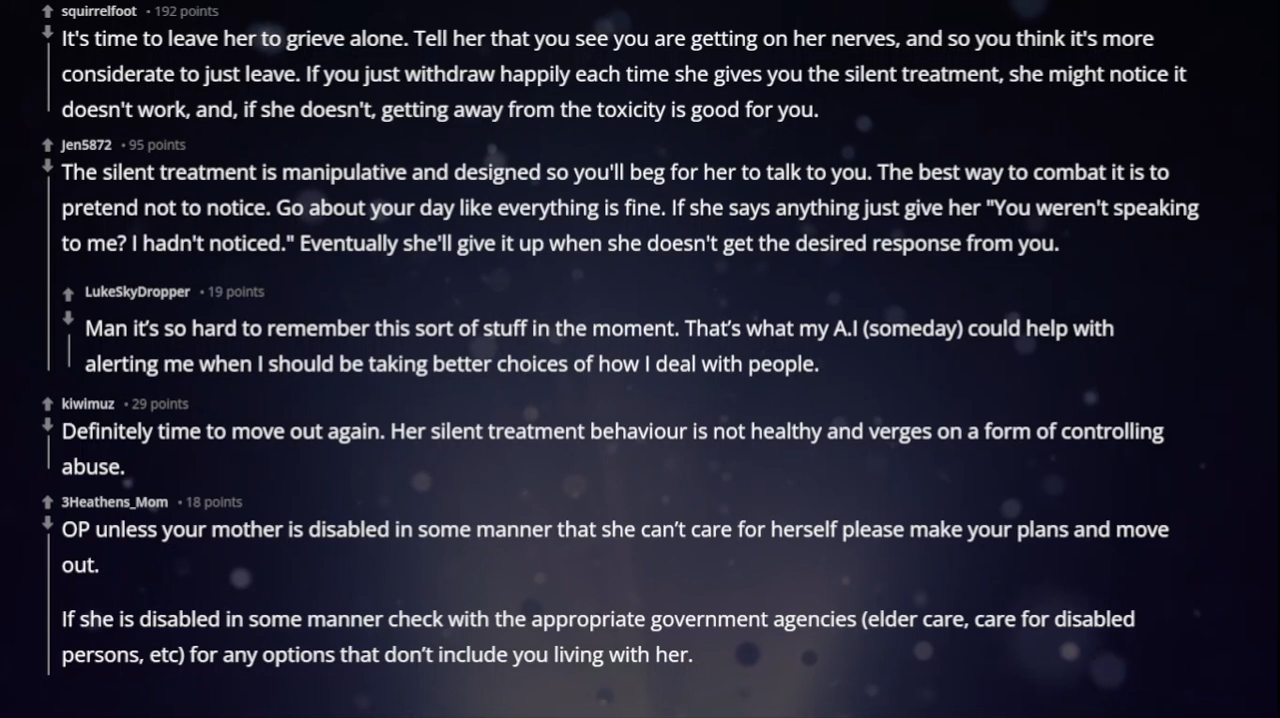 squirrelfoot • 192 points
It's time to leave her to grieve alone. Tell her that you see you are getting on her nerves, and so you think it's more
considerate to just leave. If you just withdraw happily each time she gives you the silent treatment, she might notice it
doesn't work, and, if she doesn't, getting away from the toxicity is good for you.
Jen5872 • 95 points
The silent treatment is manipulative and designed so you'll beg for her to talk to you. The best way to combat it is to
pretend not to notice. Go about your day like everything is fine. If she says anything just give her "You weren't speaking
to me? I hadn't noticed." Eventually she'll give it up when she doesn't get the desired response from you.
LukeSkyDropper • 19 points
Man it’s so hard to remember this sort of stuff in the moment. That’s what my A.I (someday) could help with
alerting me when I should be taking better choices of how I deal with people.
kiwimuz • 29 points
Definitely time to move out again. Her silent treatment behaviour is not healthy and verges on a form of controlling
abuse.
3Heathens_Mom • 18 points
OP unless your mother is disabled in some manner that she can’t care for herself please make your plans and move
out.
If she is disabled in some manner check with the appropriate government agencies (elder care, care for disabled
persons, etc) for any options that don’t include you living with her.